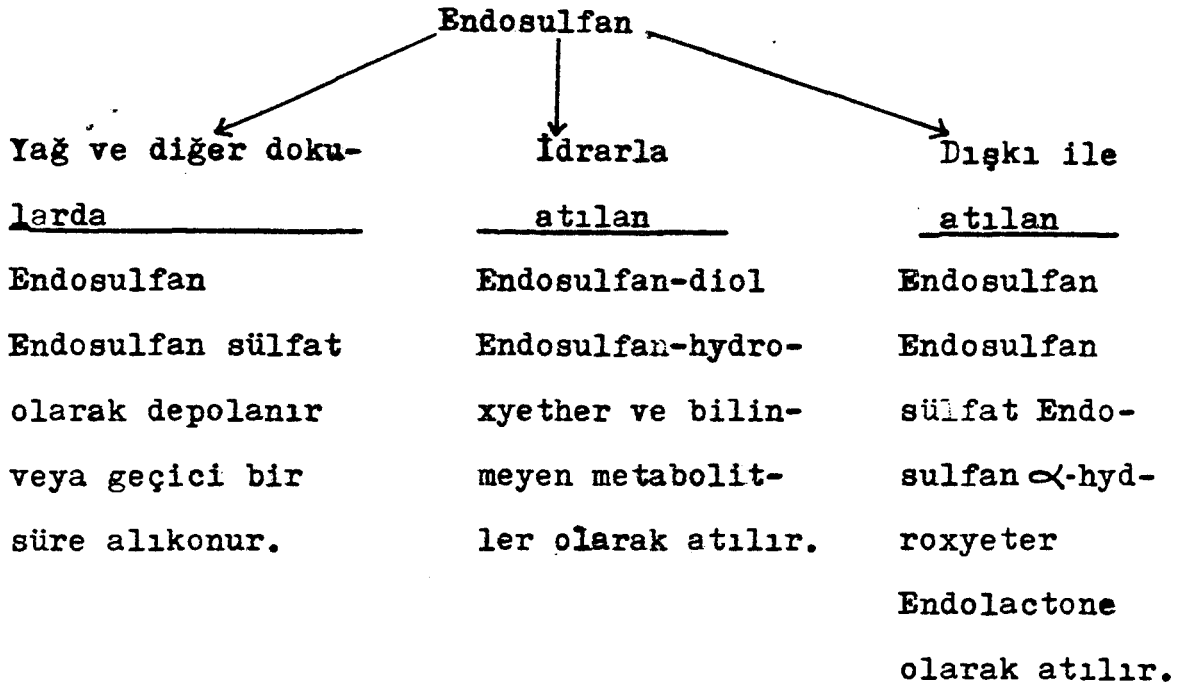 Endosulfan
Yağ ve diğer doku-
larda
Endosulfan
Endosulfan sülfat
olarak depolanır
veya geçici bir
süre alıkonur.
İdrarla
atılan
Endosulfan-diol
Endosulfan-hydro-
xyether ve bilin-
meyen metabolit-
ler olarak atılır.
Dışkı ile
atılan
Endosulfan
Endosulfan
sülfat Endo-
sulfan α-hyd-
roxyeter
Endolactone
olarak atılır.